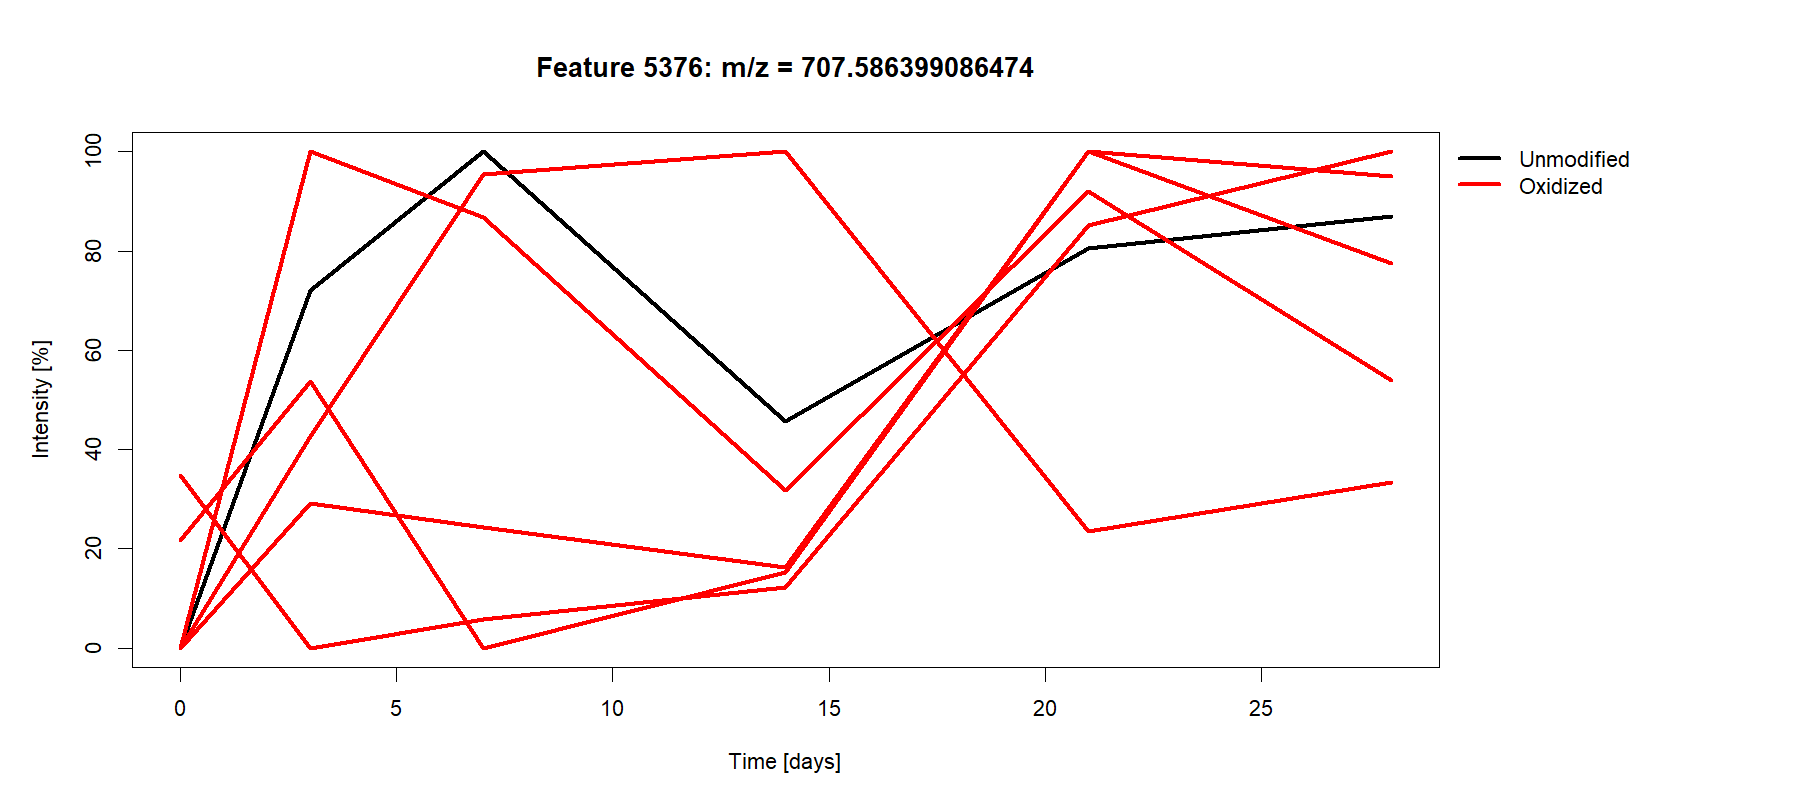 Feature 5376: m/z = 707.586399086474
Unmodified
Oxidized
Intensity [%]
100
80
60
40
20
0
0 5 10 15 20 25
Time [days]